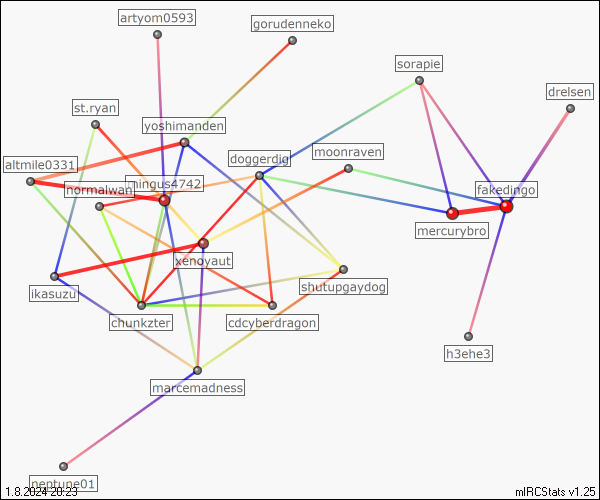 artyom0593
gorudenneko
sorapie
drelsen
st.ryan
yoshimanden
moonraven
doggerdig
altmile0331
mingus4742
normalwan
fakedingo
mercurybro
xenoyaut
shutupgaydog
ikasuzu
chunkzter
cdcyberdragon
h3ehe3
marcemadness
neptune01
1.8.2024 20:23
mIRCStats v1.25